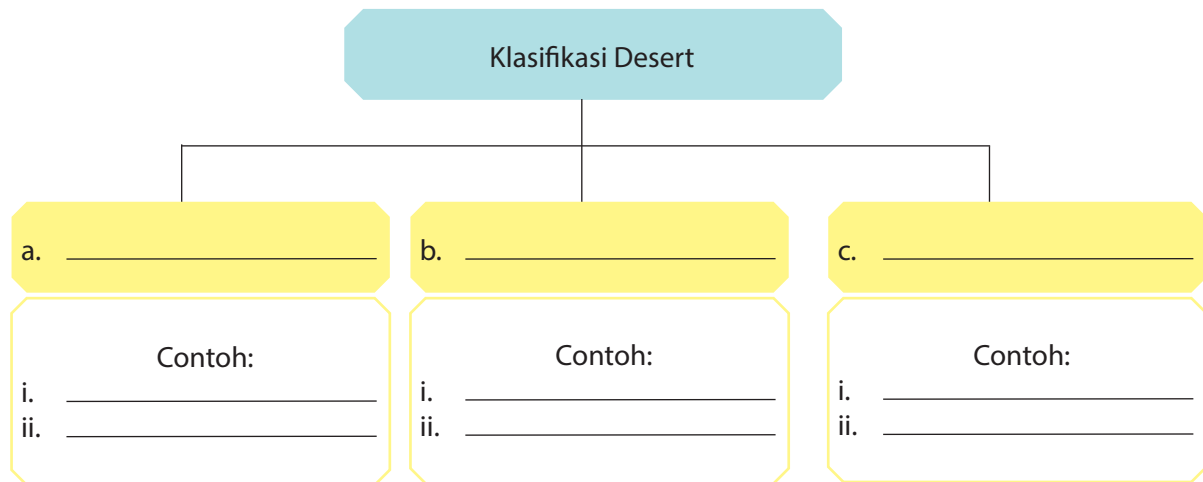 Klasifikasi Desert
a.
b.
c.
Contoh:
i.
ii.
Contoh:
i.
ii.
Contoh:
i.
ii.